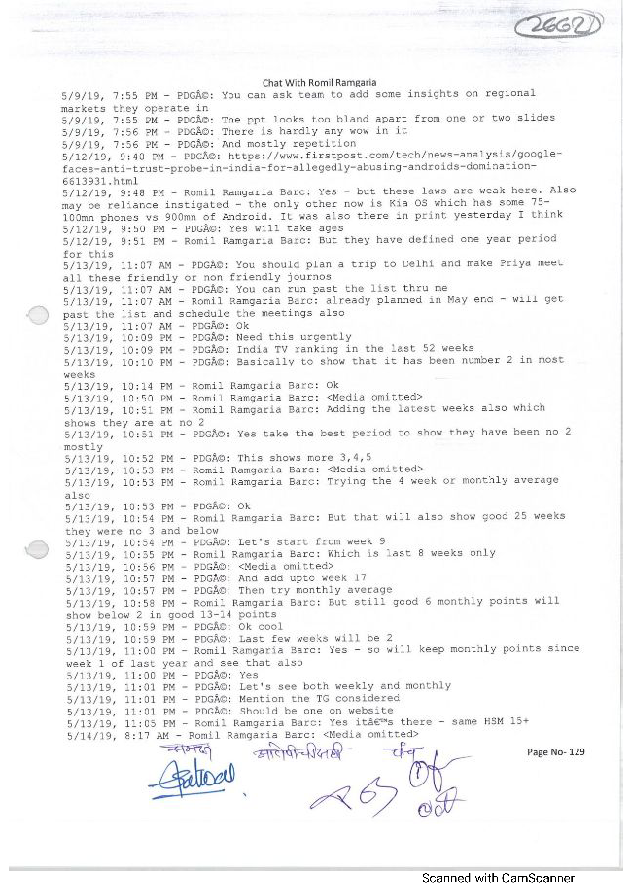 2662
Chat With Romil Ramgaria
5/9/19, 7:55 PM - PDGÃ©: You can ask team to add some insights on regional
markets they operate in
5/9/19, 7:55 PM - PDGÃ©: The ppt looks too bland apart from one or two slides
5/9/19, 7:56 PM - PDGÃ©: There is hardly any wow in it
5/9/19, 7:56 PM - PDGÃ©: And mostly repetition
5/12/19, 9:40 PM - PDGÃ©: https://www.firstpost.com/tech/news-analysis/google-
faces-anti-trust-probe-in-india-for-allegedly-abusing-androids-domination-
6613931.html
5/12/19, 9:48 PM - Romil Ramgaria Barc: Yes - but these laws are weak here. Also
may be reliance instigated - the only other now is Kia OS which has some 75-
100mn phones vs 900mn of Android. It was also there in print yesterday I think
5/12/19, 9:50 PM - PDGÃ©: Yes will take ages
5/12/19, 9:51 PM - Romil Ramgaria Barc: But they have defined one year period
for this
5/13/19, 11:07 AM - PDGÃ©: You should plan a trip to Delhi and make Priya meet
all these friendly or non friendly journos
5/13/19, 11:07 AM - PDGÃ©: You can run past the list thru me
5/13/19, 11:07 AM - Romil Ramgaria Barc: already planned in May end - will get
past the list and schedule the meetings also
5/13/19, 11:07 AM - PDGÃ©: Ok
5/13/19, 10:09 PM - PDGÃ©: Need this urgently
5/13/19, 10:09 PM - PDGÃ©: India TV ranking in the last 52 weeks
5/13/19, 10:10 PM - PDGÃ©: Basically to show that it has been number 2 in most
weeks
5/13/19, 10:14 PM - Romil Ramgaria Barc: Ok
5/13/19, 10:50 PM - Romil Ramgaria Barc: <Media omitted>
5/13/19, 10:51 PM - Romil Ramgaria Barc: Adding the latest weeks also which
shows they are at no 2
5/13/19, 10:51 PM - PDGÃ©: Yes take the best period to show they have been no 2
mostly
5/13/19, 10:52 PM - PDGÃ©: This shows more 3,4,5
5/13/19, 10:53 PM - Romil Ramgaria Barc: <Media omitted>
5/13/19, 10:53 PM - Romil Ramgaria Barc: Trying the 4 week or monthly average
also
5/13/19, 10:53 PM - PDGÃ©: Ok
5/13/19, 10:54 PM - Romil Ramgaria Barc: But that will also show good 25 weeks
they were no 3 and below
5/13/19, 10:54 PM - PDGÃ©: Let's start from week 9
5/13/19, 10:55 PM - Romil Ramgaria Barc: Which is last 8 weeks only
5/13/19, 10:56 PM - PDGÃ©: <Media omitted>
5/13/19, 10:57 PM - PDGÃ©: And add upto week 17
5/13/19, 10:57 PM - PDGÃ©: Then try monthly average
5/13/19, 10:58 PM - Romil Ramgaria Barc: But still good 6 monthly points will
show below 2 in good 13-14 points
5/13/19, 10:59 PM - PDGÃ©: Ok cool
5/13/19, 10:59 PM - PDGÃ©: Last few weeks will be 2
5/13/19, 11:00 PM - Romil Ramgaria Barc: Yes - so will keep monthly points since
week 1 of last year and see that also
5/13/19, 11:00 PM - PDGÃ©: Yes
5/13/19, 11:01 PM - PDGÃ©: Let's see both weekly and monthly
5/13/19, 11:01 PM - PDGÃ©: Mention the TG considered
5/13/19, 11:01 PM - PDGÃ©: Should be one on website
5/13/19, 11:05 PM - Romil Ramgaria Barc: Yes itâ€™s there - same HSM 15+
5/14/19, 8:17 AM - Romil Ramgaria Barc: <Media omitted>
पंच
Page No- 129
Scanned with CamScanner